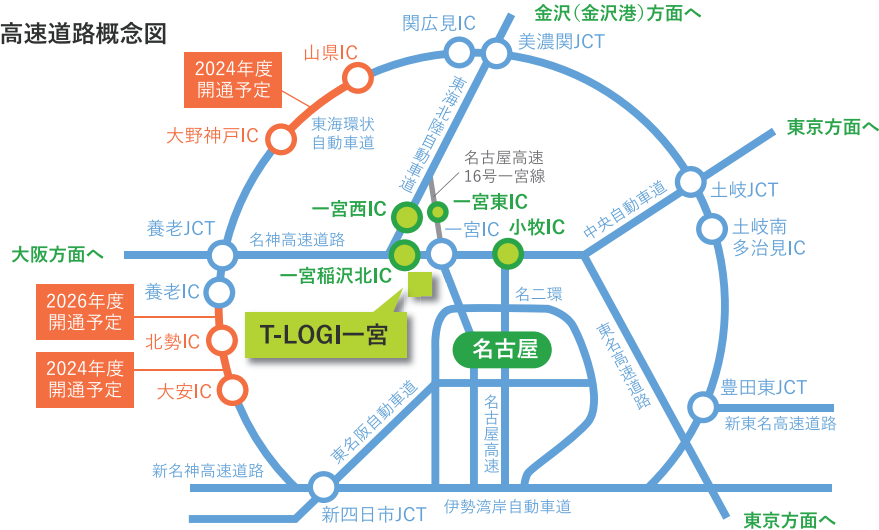 高速道路概念図
関広見IC
金沢（金沢港）方面へ
美濃関JCT
山県IC
2024年度
開通予定
大野神戸IC
東海環状
自動車道
東海北陸自動車道
名古屋高速
16号一宮線
東京方面へ
土岐JCT
中央自動車道
一宮西IC
一宮東IC
養老JCT
名神高速道路
一宮IC
小牧IC
土岐南
多治見IC
大阪方面へ
一宮稲沢北IC
養老IC
名二環
2026年度
開通予定
T-LOGI一宮
北勢IC
名古屋
東名高速道路
2024年度
開通予定
大安IC
東名阪自動車道
名古屋高速
豊田東JCT
新東名高速道路
新名神高速道路
新四日市JCT
伊勢湾岸自動車道
東京方面へ